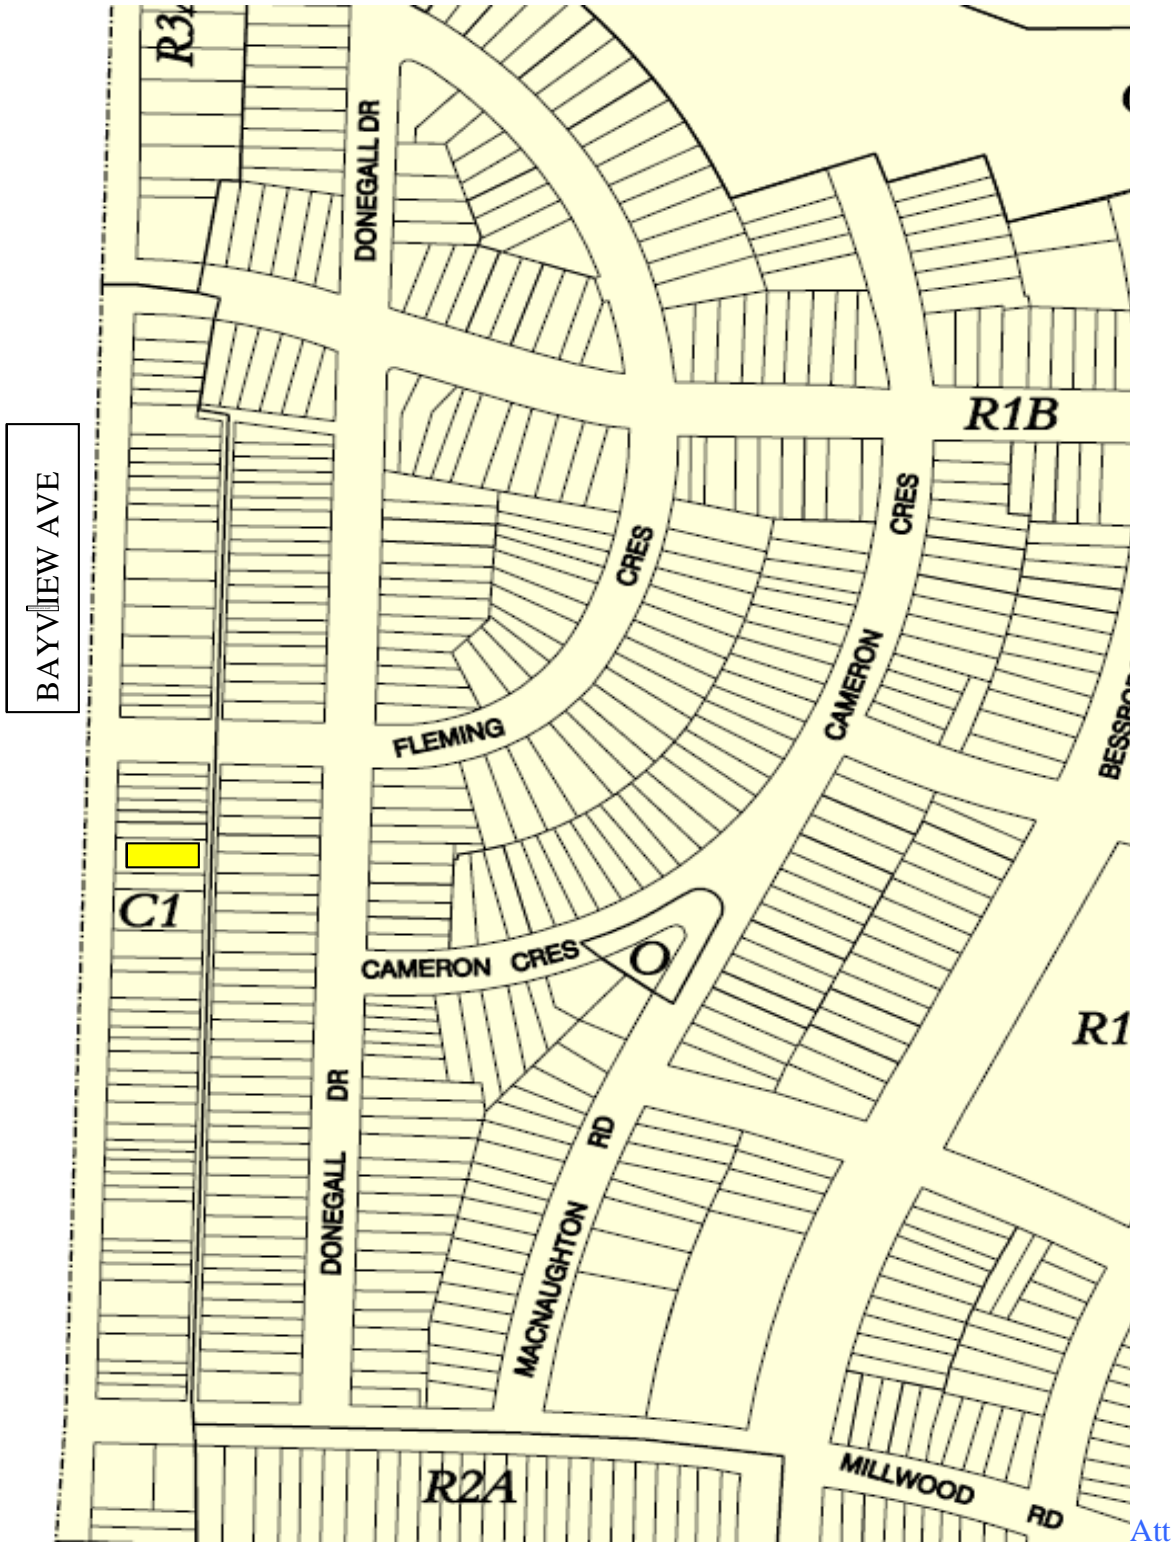 R3
DONEGALL DR
R1B
BAYVIEW AVE
CRES
CRES
CAMERON
FLEMING
C1
CAMERON CRES
O
R1
DONEGALL DR
MACNAUGHTON RD
R2A
MILLWOOD RD
Att